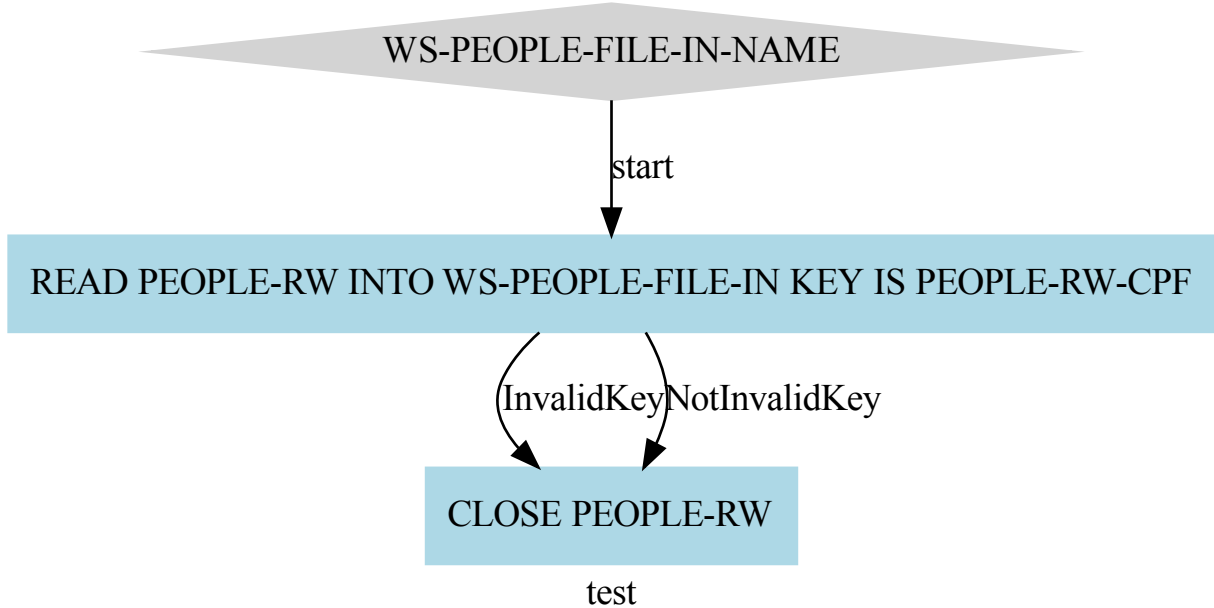 WS-PEOPLE-FILE-IN-NAME
start
READ PEOPLE-RW INTO WS-PEOPLE-FILE-IN KEY IS PEOPLE-RW-CPF
InvalidKey NotInvalidKey
CLOSE PEOPLE-RW
test